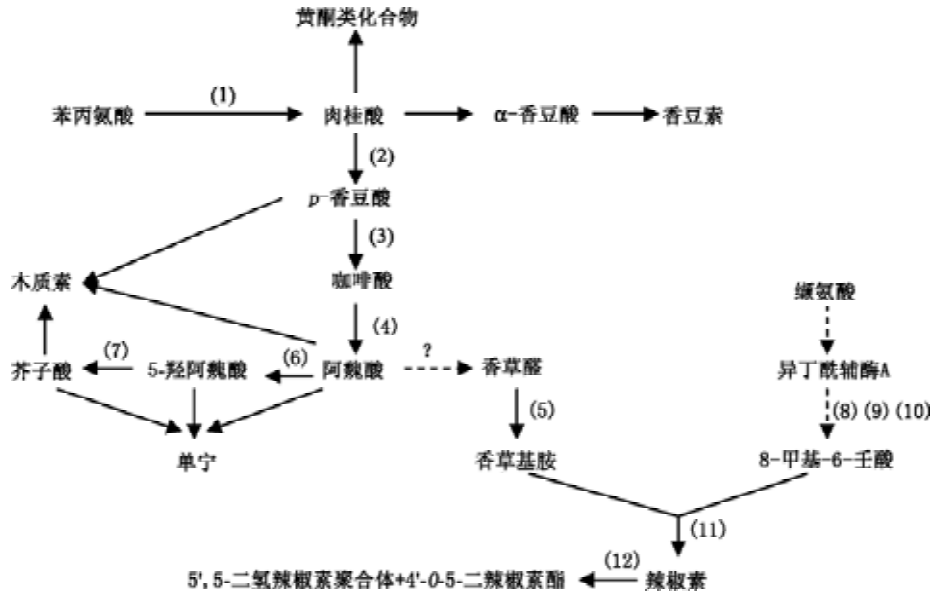 黄酮类化合物
(1)
苯丙氨酸 肉桂酸 α-香豆酸 香豆素
(2)
p-香豆酸
(3)
木质素 咖啡酸 缬氨酸
(4)
(7) (6) ?
芥子酸 5-羟阿魏酸 阿魏酸 香草醛 异丁酰辅酶A
(5) (8)(9)(10)
单宁 香草基胺 8-甲基-6-壬酸
(11)
(12)
5',5-二氢辣椒素聚合体+4'-O-5-二辣椒素酯 辣椒素